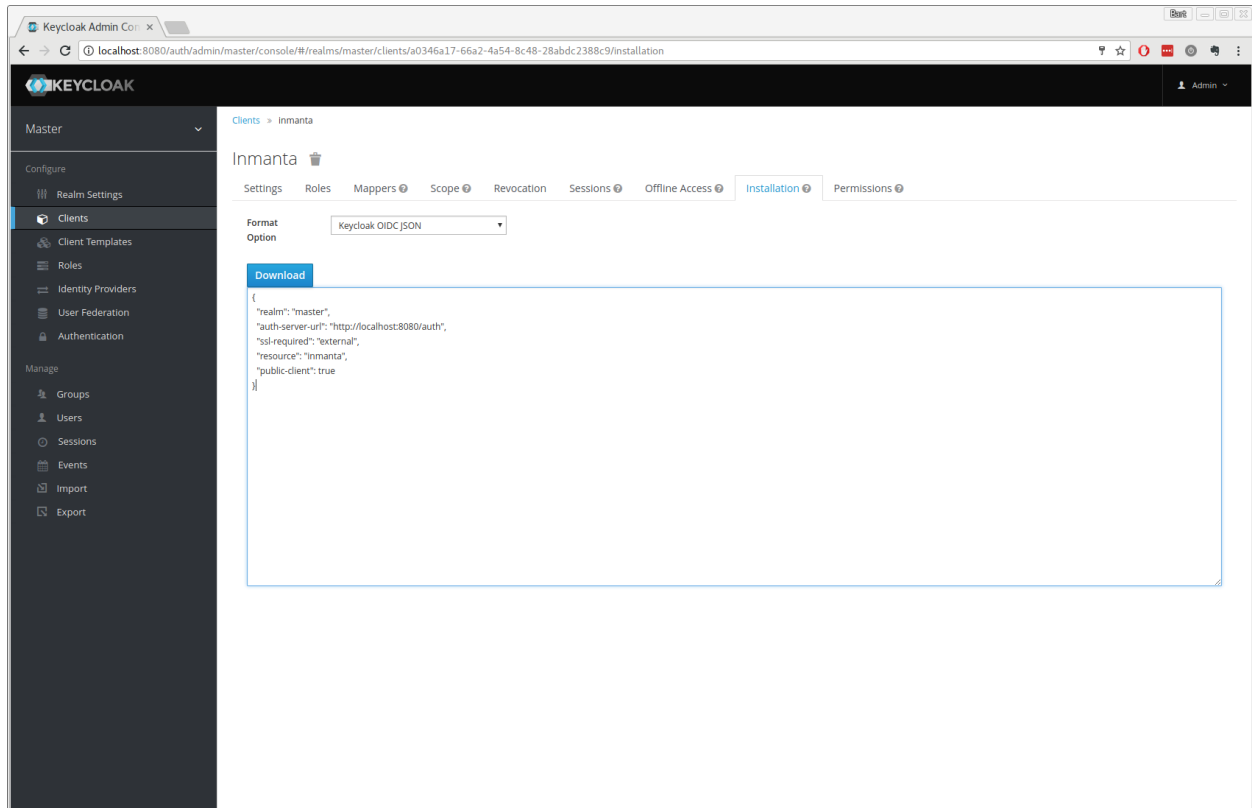 Bart
Keycloak Admin Con
localhost:8080/auth/admin/master/console/#/realms/master/clients/a0346a17-66a2-4a54-8c48-28abdc2388c9/installation
KEYCLOAK
Admin
Master
Clients » inmanta
Inmanta
Configure
Settings Roles Mappers Scope Revocation Sessions Offline Access Installation Permissions
Realm Settings
Clients
Client Templates
Roles
Identity Providers
User Federation
Authentication
Manage
Groups
Users
Sessions
Events
Import
Export
Format
Option
Keycloak OIDC JSON
Download
{
"realm": "master",
"auth-server-url": "http://localhost:8080/auth",
"ssl-required": "external",
"resource": "inmanta",
"public-client": true
}